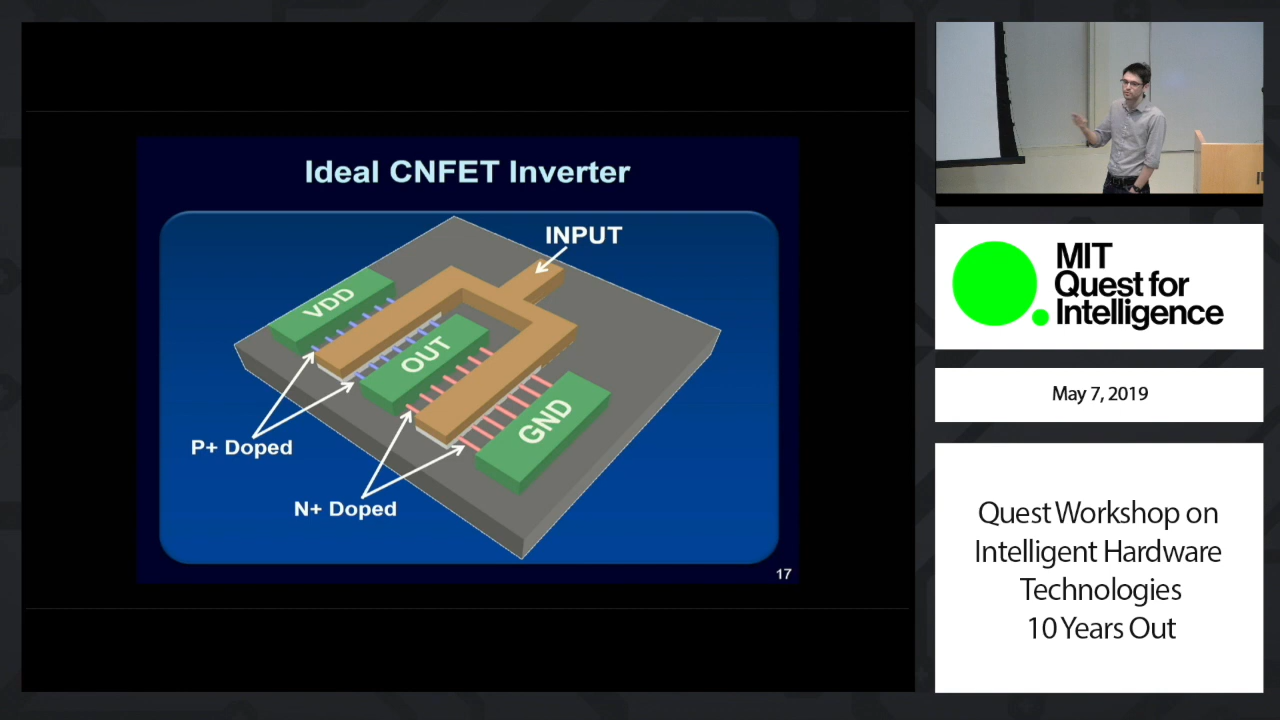 Ideal CNFET Inverter
INPUT
VDD
OUT
GND
P+ Doped
N+ Doped
17
MIT
Quest for
Intelligence
May 7, 2019
Quest Workshop on
Intelligent Hardware
Technologies
10 Years Out